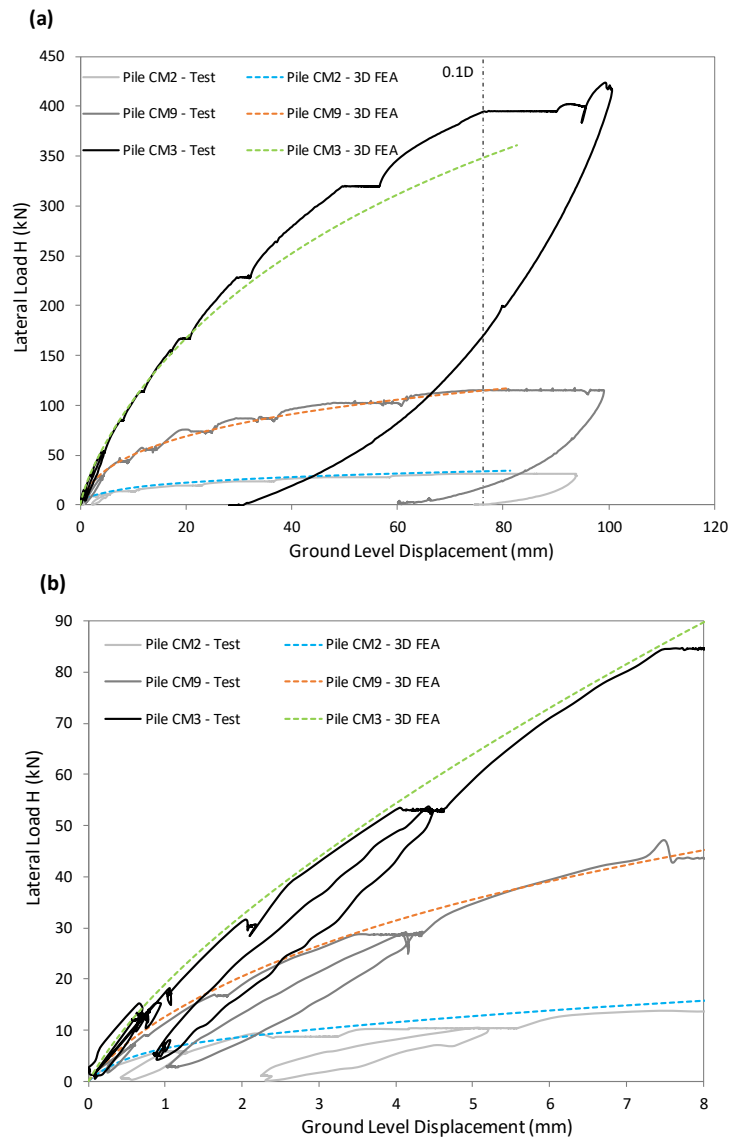 (a)
450
400
350
300
250
200
150
100
50
0
Lateral Load H (kN)
Pile CM2 - Test
Pile CM2 - 3D FEA
Pile CM9 - Test
Pile CM9 - 3D FEA
Pile CM3 - Test
Pile CM3 - 3D FEA
0.1D
0 20 40 60 80 100 120
Ground Level Displacement (mm)
(b)
90
80
70
60
50
40
30
20
10
0
Lateral Load H (kN)
Pile CM2 - Test
Pile CM2 - 3D FEA
Pile CM9 - Test
Pile CM9 - 3D FEA
Pile CM3 - Test
Pile CM3 - 3D FEA
0 1 2 3 4 5 6 7 8
Ground Level Displacement (mm)